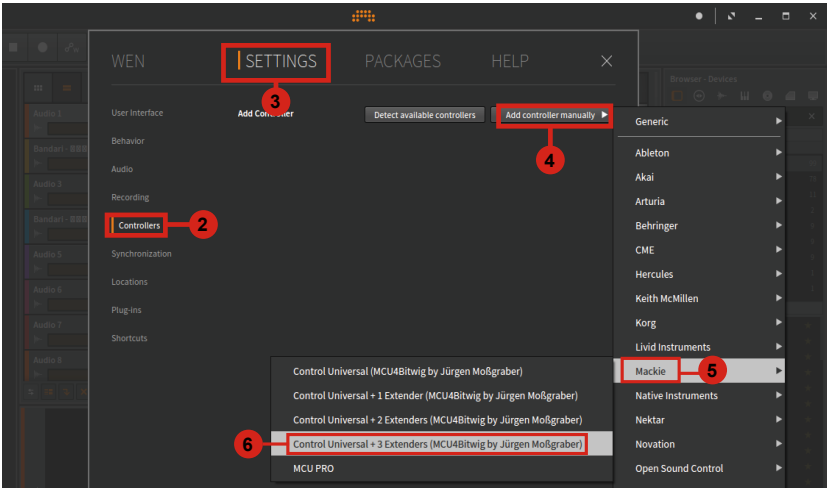 WEN
SETTINGS
PACKAGES
HELP
3
User Interface
Behavior
Audio
Recording
Controllers
2
Synchronization
Locations
Plug-ins
Shortcuts
Add Controller
Detect available controllers
Add controller manually
4
Browser - Devices
Audio 1
Bandari -
Audio 3
Bandari -
Audio 5
Audio 6
Audio 7
Audio 8
Generic
Ableton
Akai
Arturia
Behringer
CME
Hercules
Keith McMillen
Korg
Livid Instruments
Mackie
5
Native Instruments
Nektar
Novation
Open Sound Control
Control Universal (MCU4Bitwig by Jürgen Moßgraber)
Control Universal + 1 Extender (MCU4Bitwig by Jürgen Moßgraber)
Control Universal + 2 Extenders (MCU4Bitwig by Jürgen Moßgraber)
6
Control Universal + 3 Extenders (MCU4Bitwig by Jürgen Moßgraber)
MCU PRO